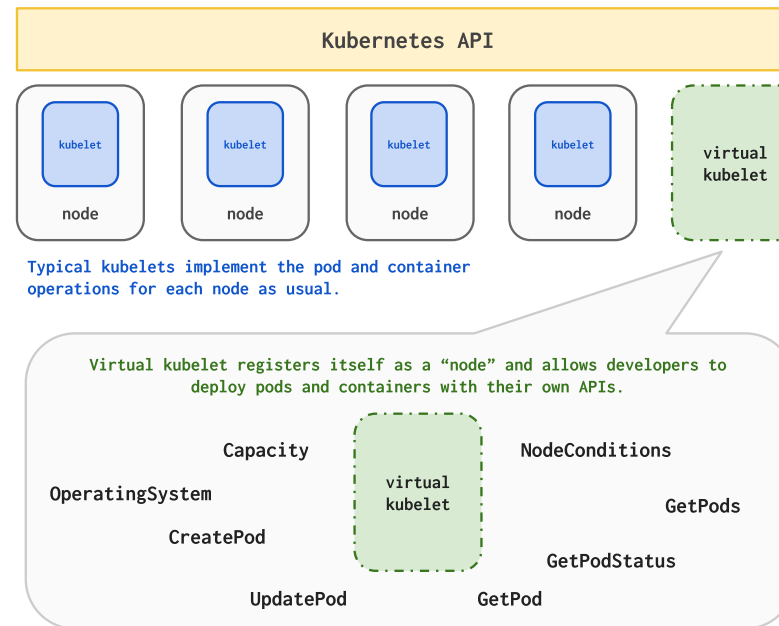 Kubernetes API
kubelet
kubelet
kubelet
kubelet
virtual
kubelet
node
node
node
node
Typical kubelets implement the pod and container
operations for each node as usual.
Virtual kubelet registers itself as a “node” and allows developers to
deploy pods and containers with their own APIs.
Capacity
NodeConditions
OperatingSystem
virtual
kubelet
GetPods
CreatePod
GetPodStatus
UpdatePod
GetPod